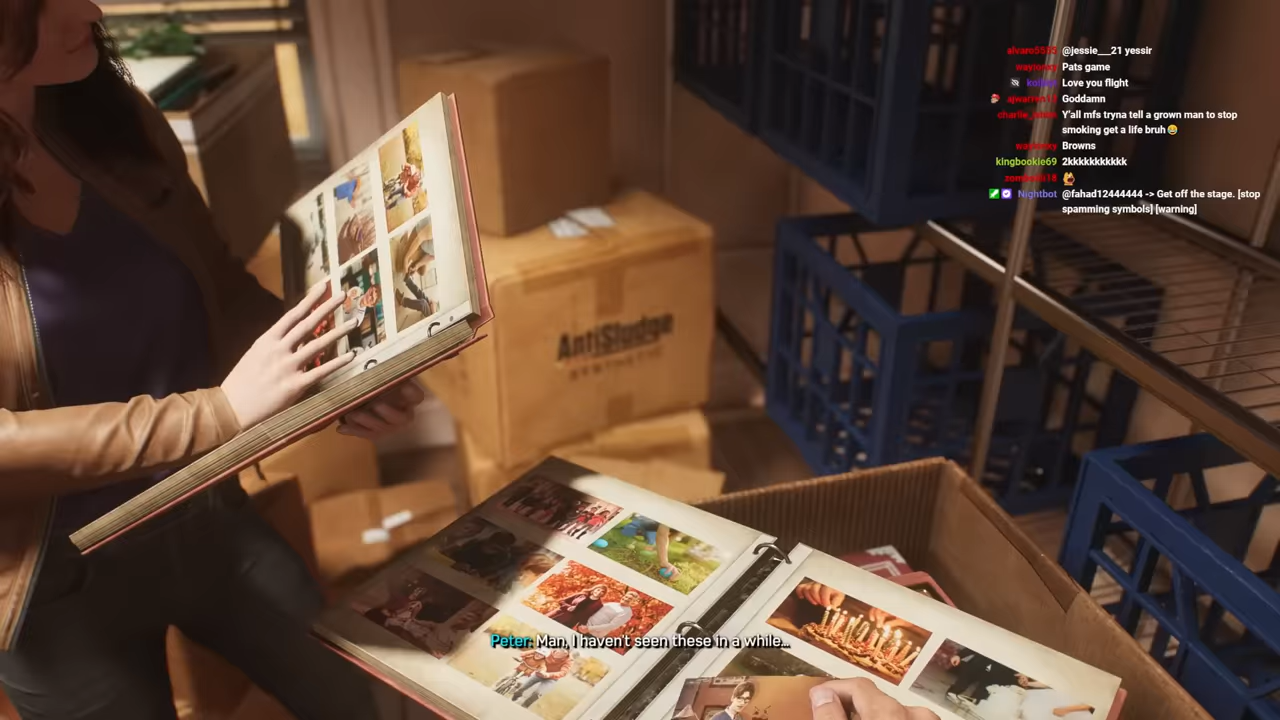 @jessie__21 yessir
Pats game
Love you flight
Goddamn
Y'all mfs tryna tell a grown man to stop
smoking get a life bruh😂
Browns
kingbookie69 2kkkkkkkkkk
Nightbot @fahad12444444 -> Get off the stage. [stop
spamming symbols] [warning]
AntiSludge
Peter: Man, I haven't seen these in a while...